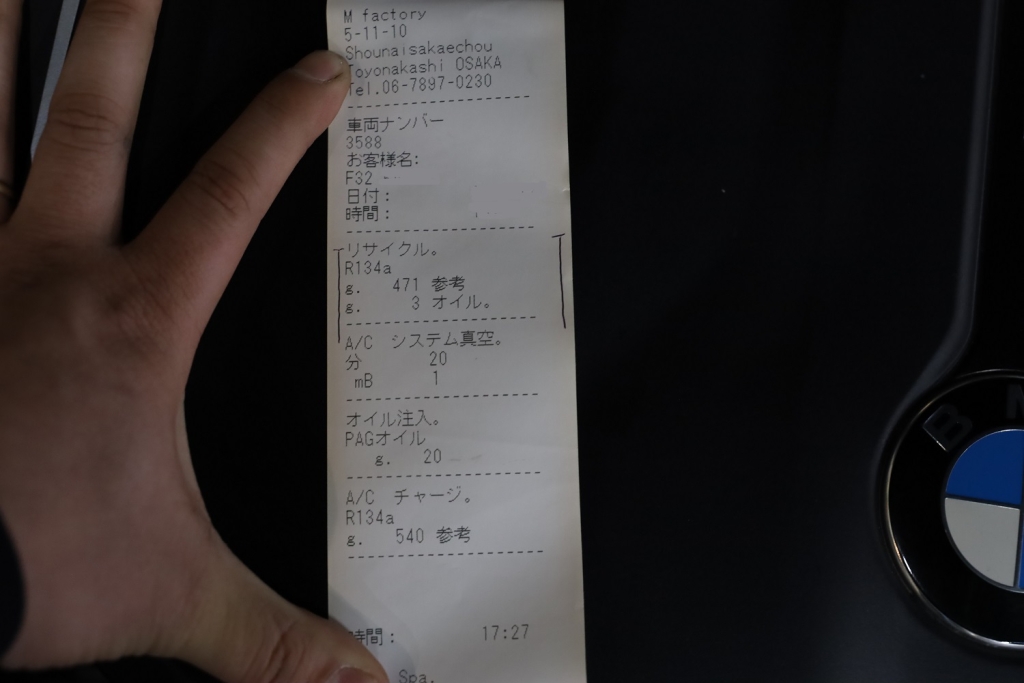 M factory
5-11-10
Shounaisakaechou
Toyonakashi OSAKA
Tel.06-7897-0230
車両ナンバー
3588
お客様名:
F32
日付:
時間:
リサイクル。
R134a
g. 471 参考
g. 3 オイル。
A/C システム真空。
分 20
mB 1
オイル注入。
PAGオイル
g. 20
A/C チャージ。
R134a
g. 540 参考
時間: 17:27
Spa.
B M